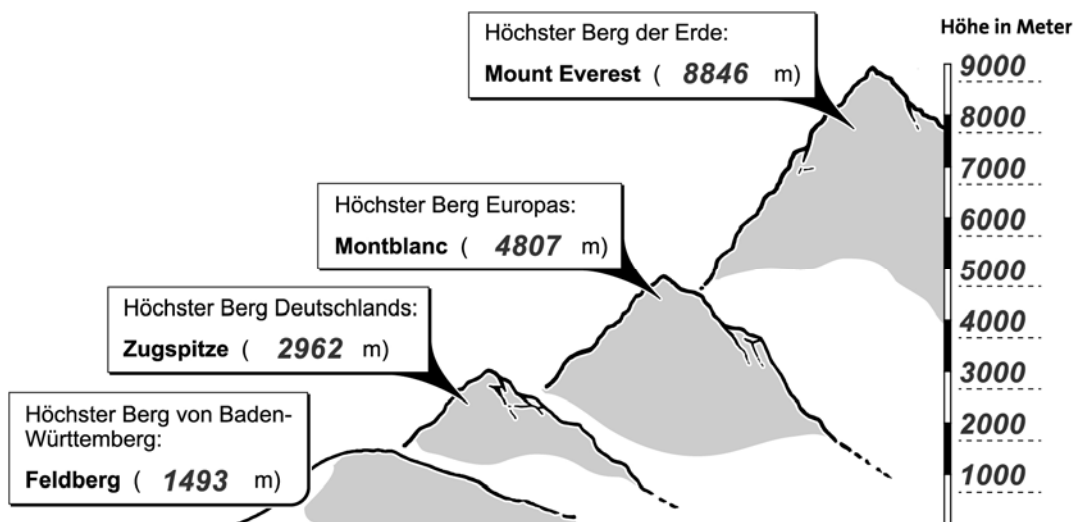 Höchster Berg der Erde:
Mount Everest ( 8846 m)
Höchster Berg Europas:
Montblanc ( 4807 m)
Höchster Berg Deutschlands:
Zugspitze ( 2962 m)
Höchster Berg von Baden-
Württemberg:
Feldberg ( 1493 m)
Höhe in Meter
9000
8000
7000
6000
5000
4000
3000
2000
1000